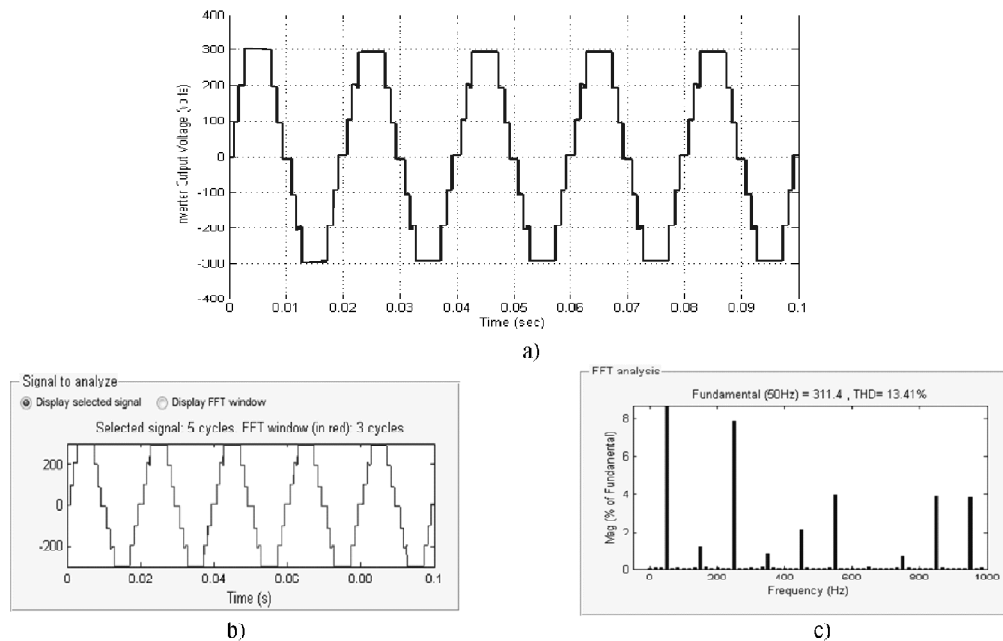 400
300
200
100
0
-100
-200
-300
-400
nverter Output Voltage (volts)
0 0.01 0.02 0.03 0.04 0.05 0.06 0.07 0.08 0.09 0.1
Time (sec)
a)
Signal to analyze
Display selected signal Display FFT window
Selected signal: 5 cycles. FFT window (in red): 3 cycles
200
0
-200
0 0.02 0.04 0.06 0.08 0.1
Time (s)
b)
FFT analysis
Fundamental (50Hz) = 311.4 , THD= 13.41%
8
6
4
2
0
Mag (% of Fundamental)
0 200 400 600 800 1000
Frequency (Hz)
c)